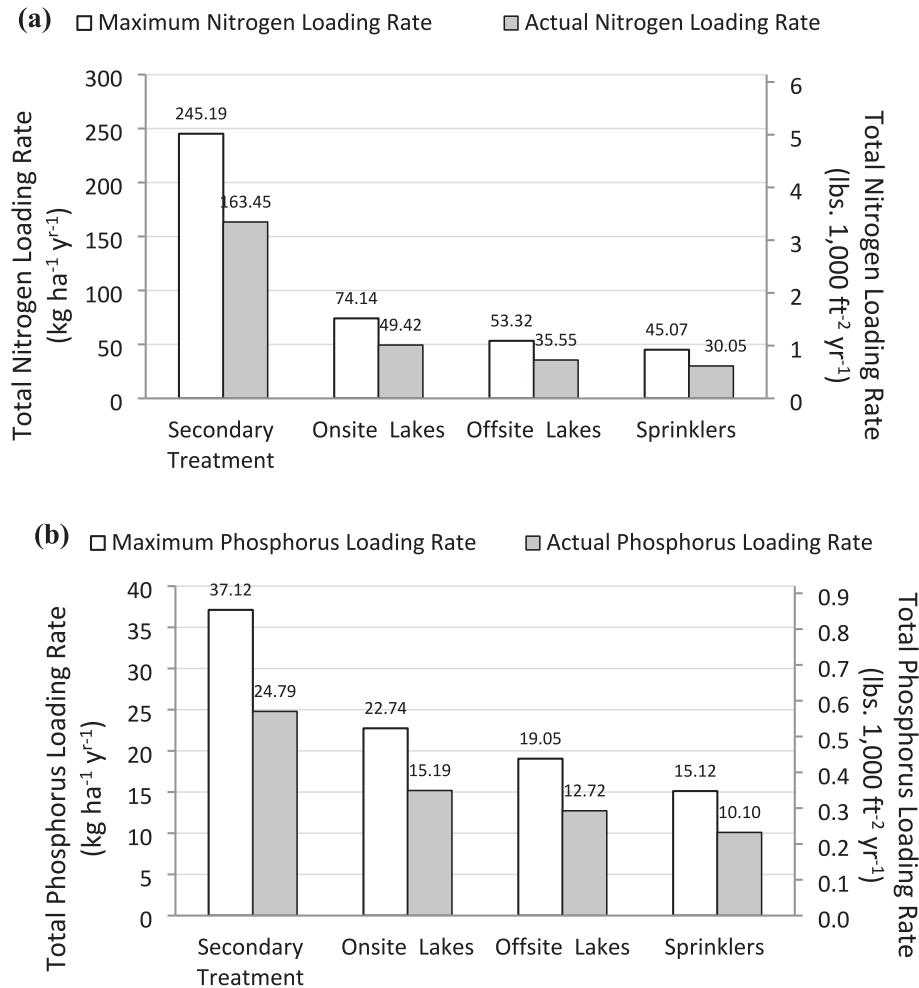 (a)
Maximum Nitrogen Loading Rate Actual Nitrogen Loading Rate
Total Nitrogen Loading Rate
(kg ha⁻¹ yʳ⁻¹)
300
250
200
150
100
50
0
245.19
163.45
74.14
49.42
53.32
35.55
45.07
30.05
6
5
4
3
2
1
0
Total Nitrogen Loading Rate
(lbs. 1,000 ft⁻² yr⁻¹)
Secondary
Treatment
Onsite Lakes
Offsite Lakes
Sprinklers
(b)
Maximum Phosphorus Loading Rate Actual Phosphorus Loading Rate
Total Phosphorus Loading Rate
(kg ha⁻¹ yʳ⁻¹)
40
35
30
25
20
15
10
5
0
37.12
24.79
22.74
15.19
19.05
12.72
15.12
10.10
0.9
0.8
0.7
0.6
0.5
0.4
0.3
0.2
0.1
0.0
Total Phosphorus Loading Rate
(lbs. 1,000 ft⁻² yr⁻¹)
Secondary
Treatment
Onsite Lakes
Offsite Lakes
Sprinklers